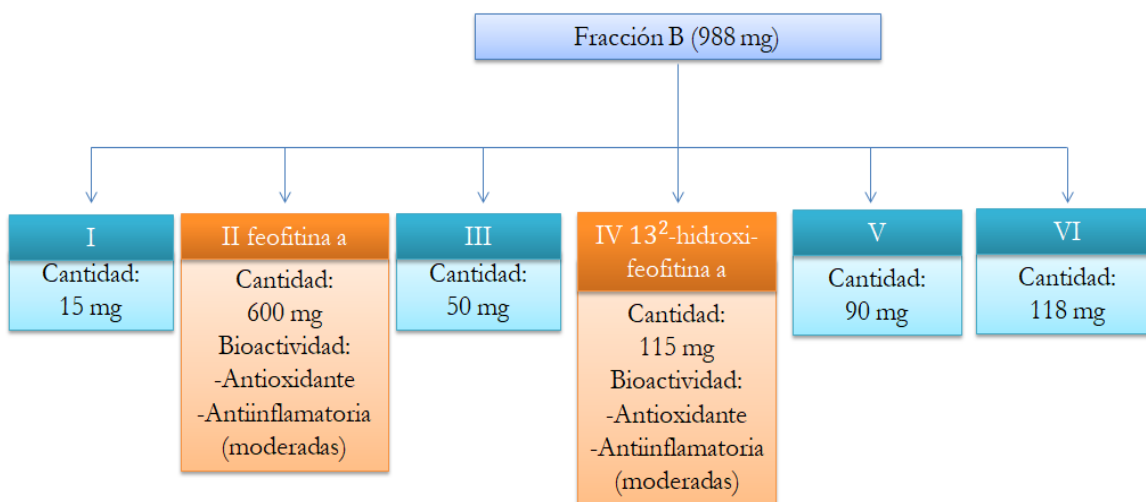 Fracción B (988 mg)
I
Cantidad:
15 mg
II feofitina a
Cantidad:
600 mg
Bioactividad:
-Antioxidante
-Antiinflamatoria
(moderadas)
III
Cantidad:
50 mg
IV 13²-hidroxi-
feofitina a
Cantidad:
115 mg
Bioactividad:
-Antioxidante
-Antiinflamatoria
(moderadas)
V
Cantidad:
90 mg
VI
Cantidad:
118 mg